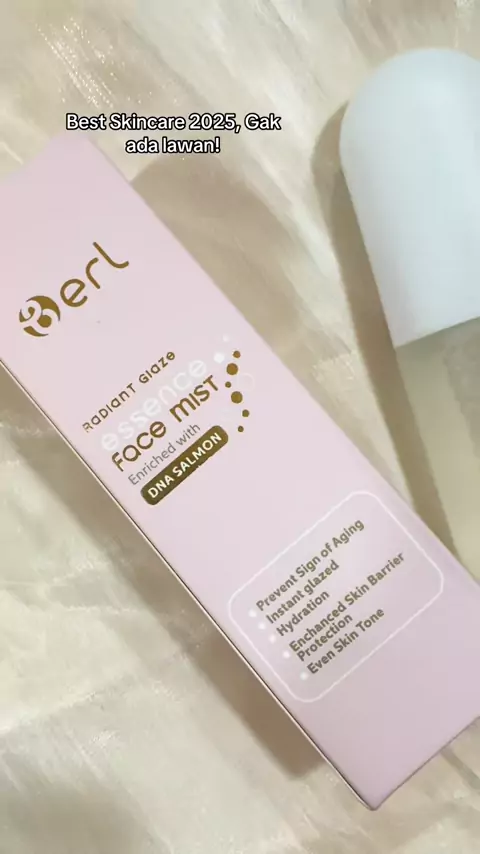 Best Skincare 2025, Gak
ada lawan!
Berl
Radiant Glaze
essence
Face Mist
Enriched with
DNA SALMON
Prevent Sign of Aging
Instant glazed
Hydration
Enchanced Skin Barrier
Protection
Even Skin Tone